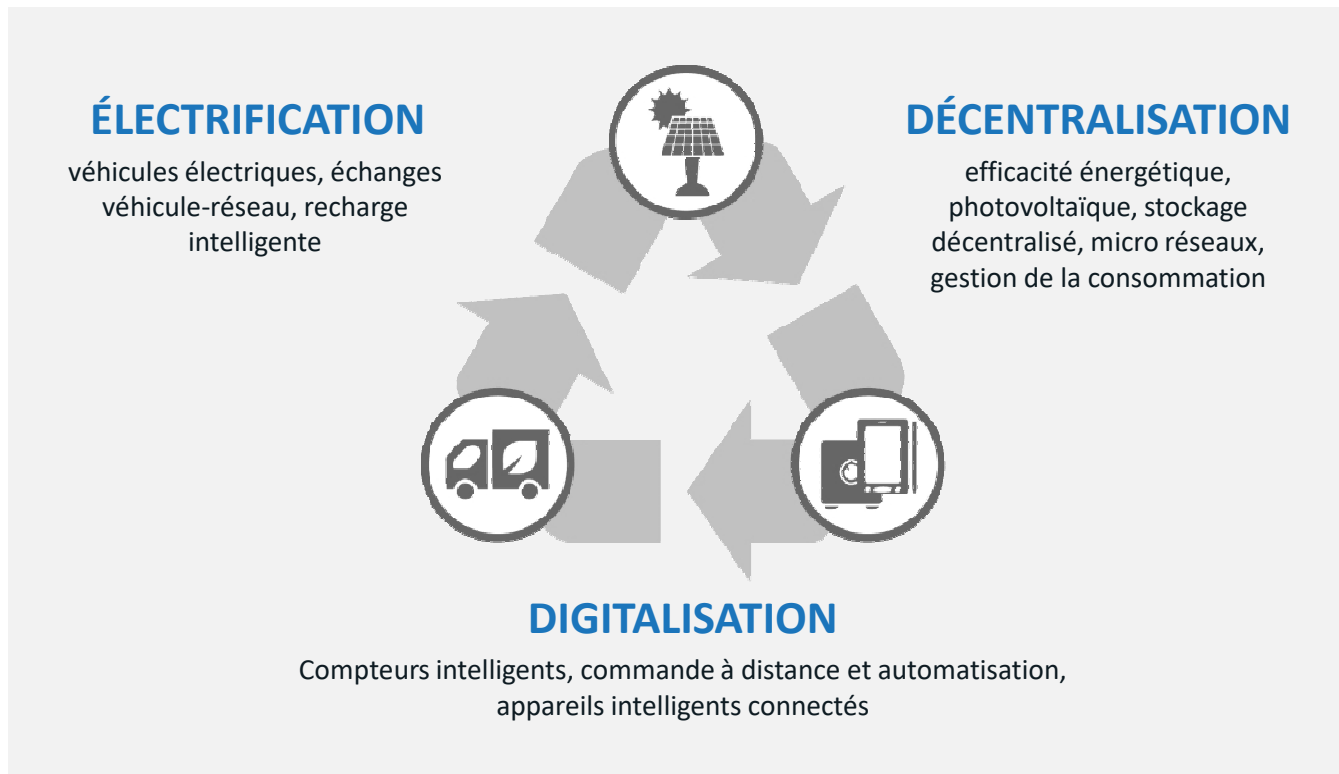 ÉLECTRIFICATION
véhicules électriques, échanges
véhicule-réseau, recharge
intelligente
DÉCENTRALISATION
efficacité énergétique,
photovoltaïque, stockage
décentralisé, micro réseaux,
gestion de la consommation
DIGITALISATION
Compteurs intelligents, commande à distance et automatisation,
appareils intelligents connectés